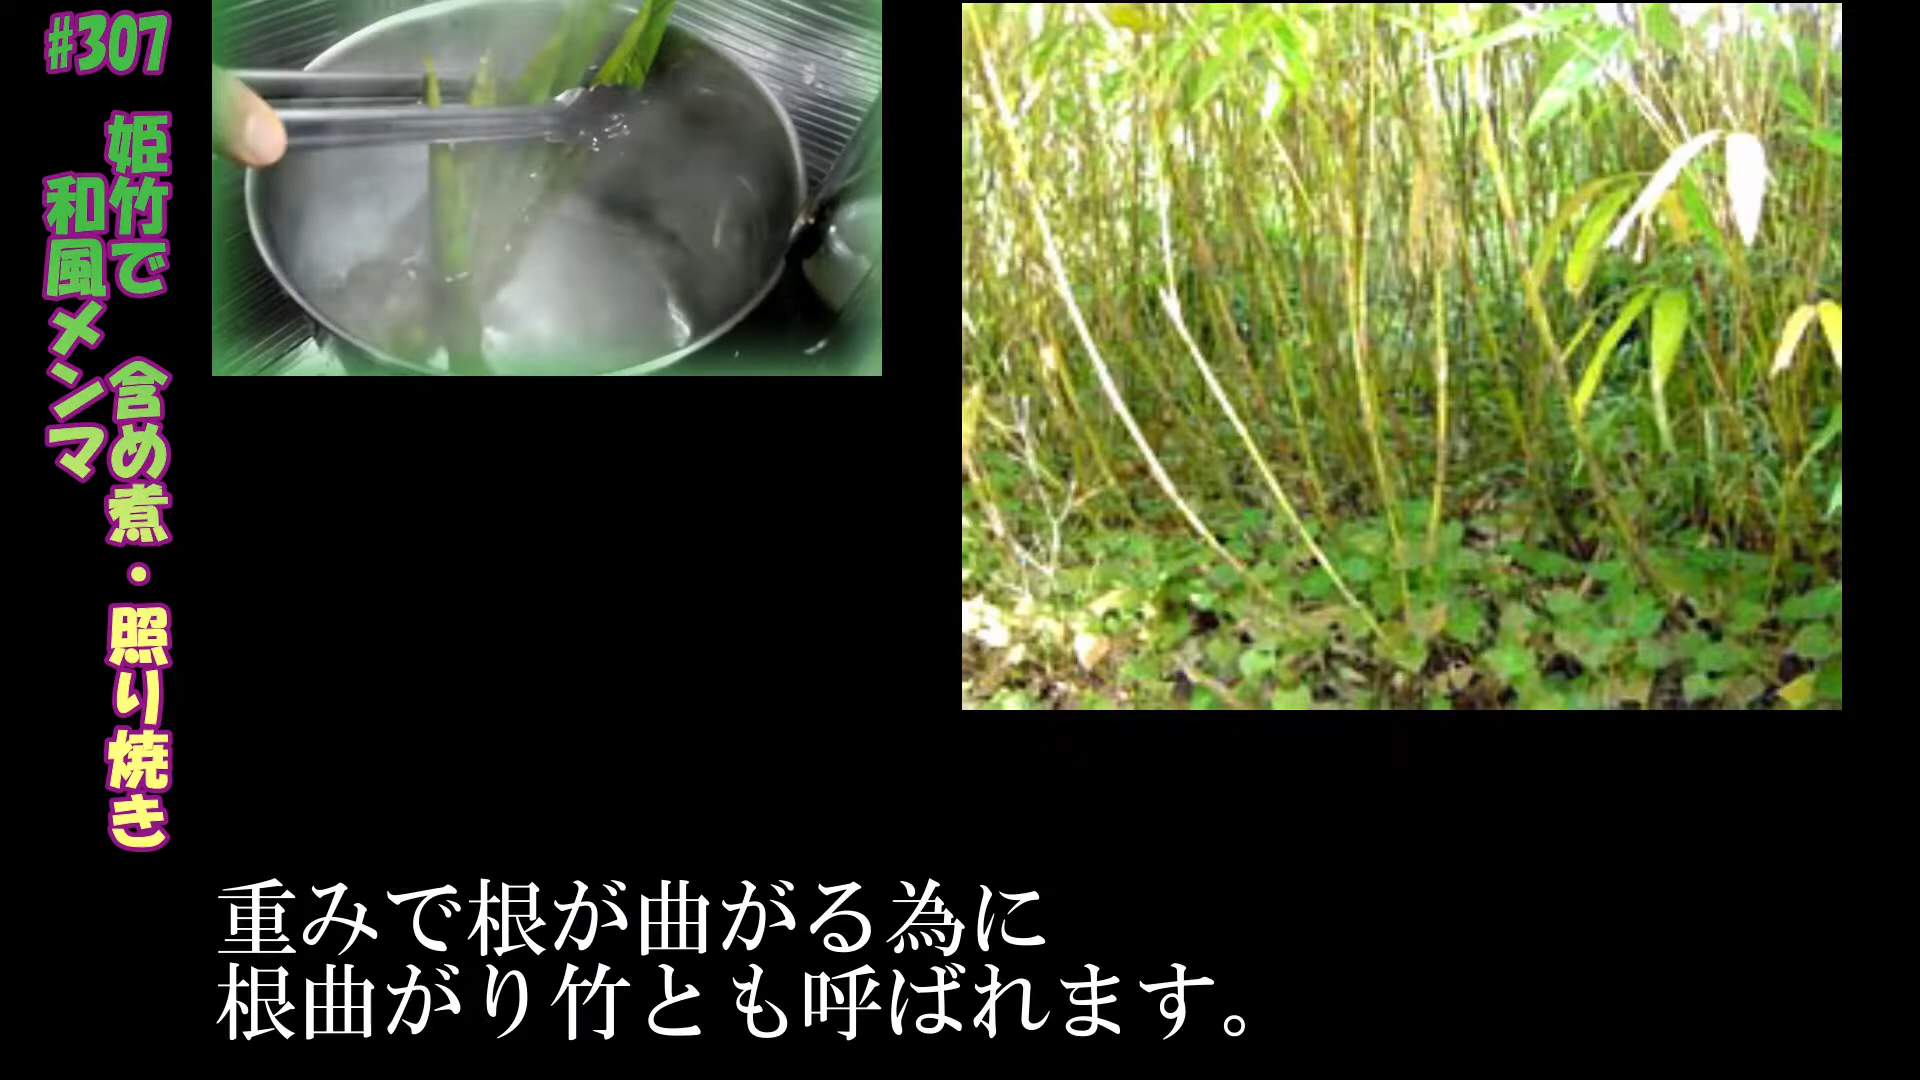 #307
姫竹で　含め煮・照り焼き
和風メンマ
重みで根が曲がる為に
根曲がり竹とも呼ばれます。